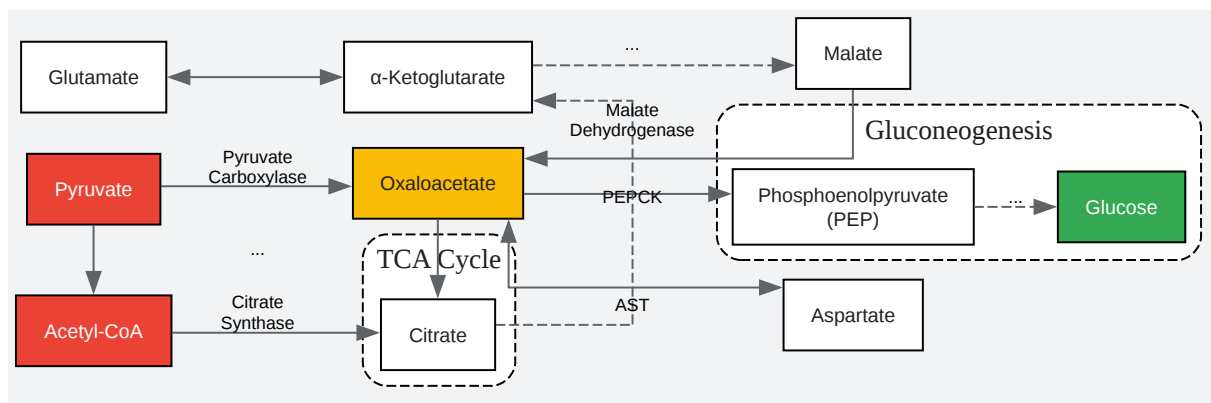 ...
Malate
Glutamate
α-Ketoglutarate
Malate
Dehydrogenase
Gluconeogenesis
Pyruvate
Carboxylase
Pyruvate
Oxaloacetate
PEPCK
Phosphoenolpyruvate
(PEP)
...
Glucose
...
TCA Cycle
Citrate
Synthase
AST
Aspartate
Acetyl-CoA
Citrate